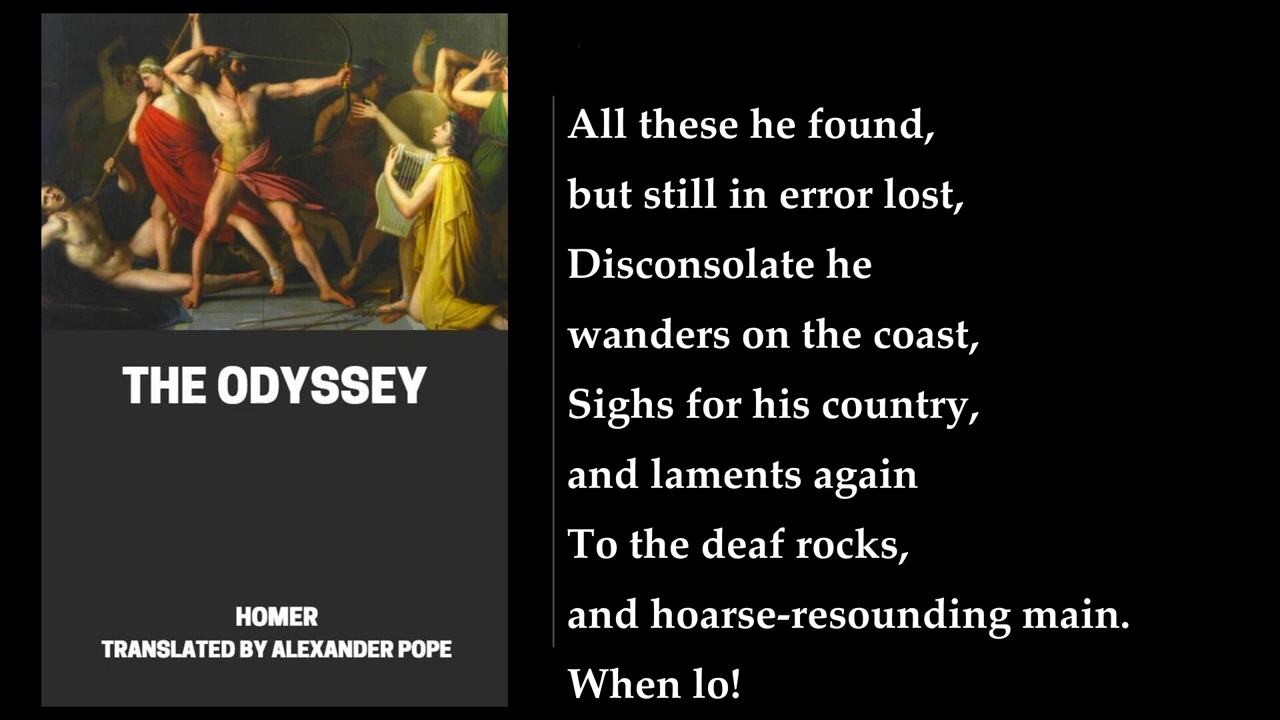 THE ODYSSEY
HOMER
TRANSLATED BY ALEXANDER POPE
All these he found,
but still in error lost,
Disconsolate he
wanders on the coast,
Sighs for his country,
and laments again
To the deaf rocks,
and hoarse-resounding main.
When lo!